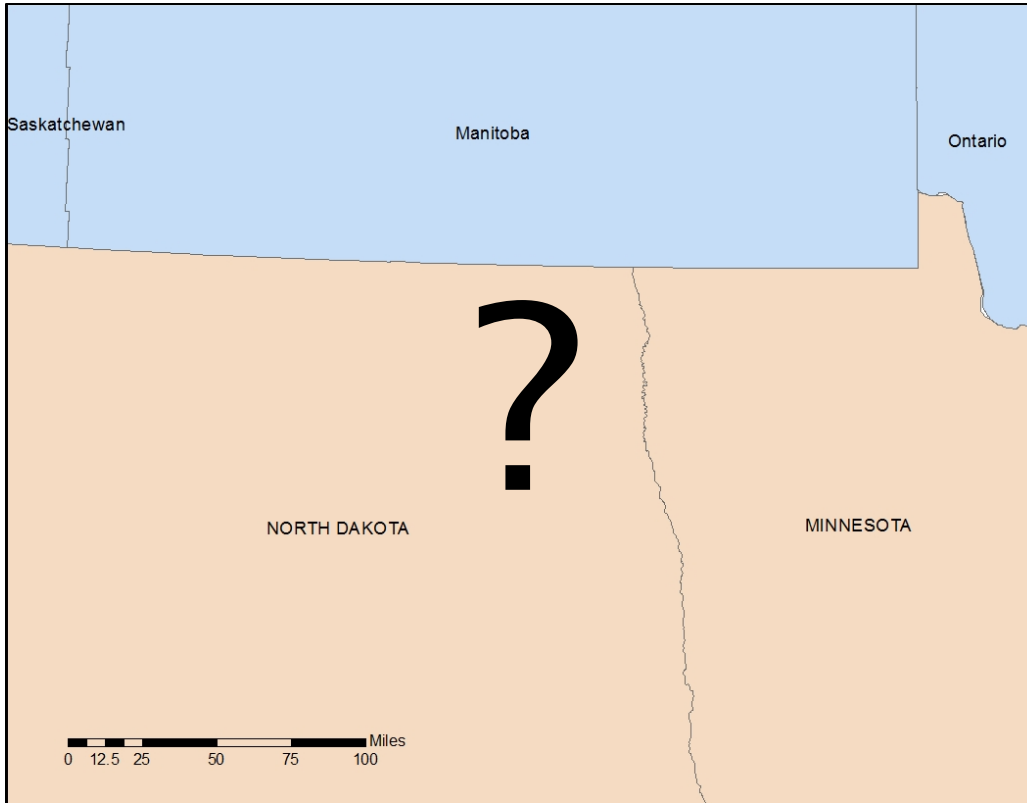 Saskatchewan
Manitoba
Ontario
?
NORTH DAKOTA
MINNESOTA
Miles
0 12.5 25 50 75 100